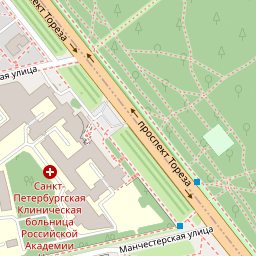 проспект Тореза
ая улица
проспект Тореза
Санкт-
Петербургская
Клиническая
больница
Российской
Академии
Манчестерская улица